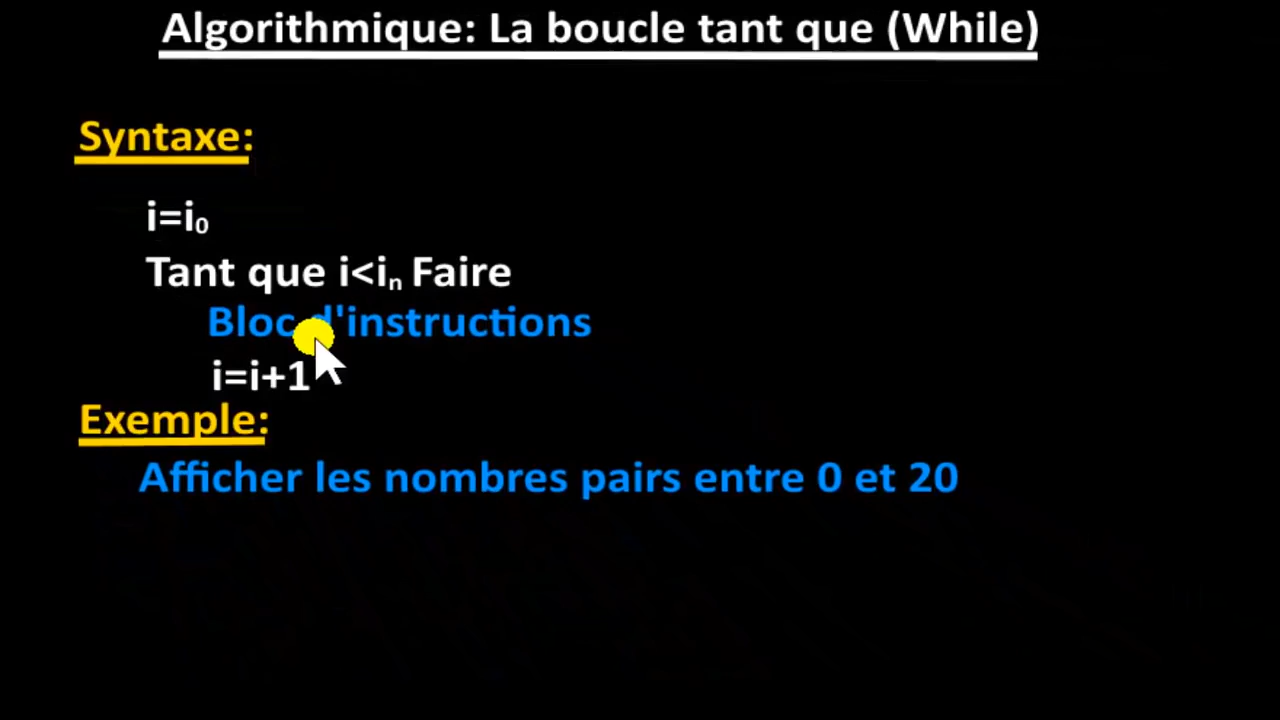 Algorithmique: La boucle tant que (While)
Syntaxe:
i=i₀
Tant que i<iₙ Faire
Bloc d'instructions
i=i+1
Exemple:
Afficher les nombres pairs entre 0 et 20